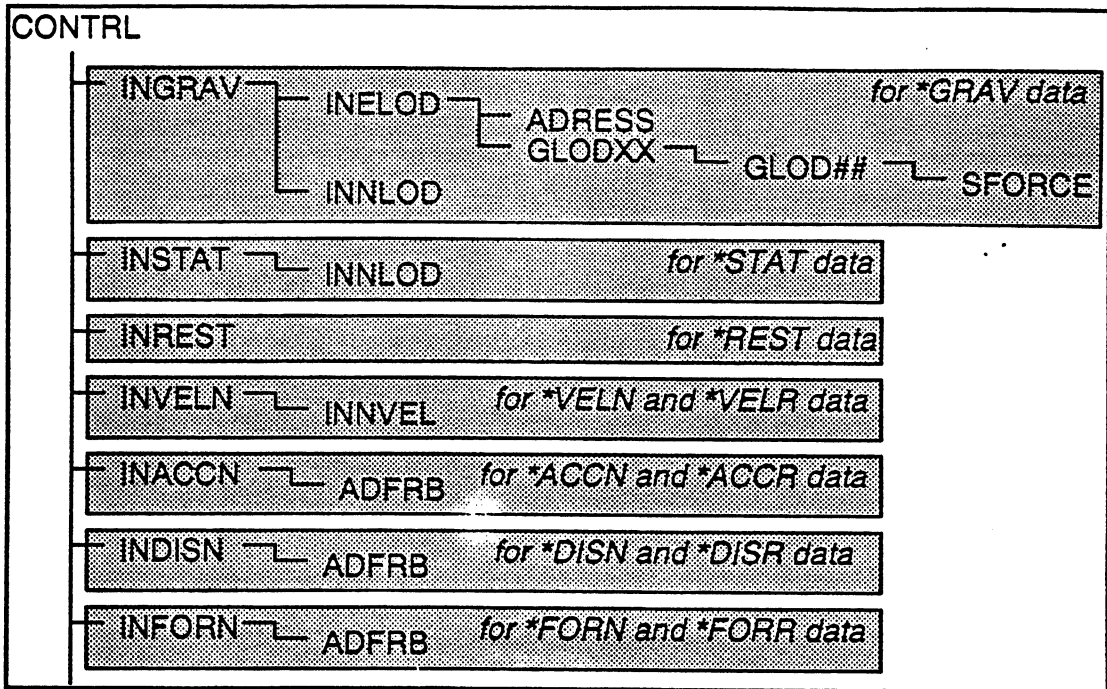 CONTRL
INGRAV INELOD ADRESS for *GRAV data
GLODXX GLOD## SFORCE
INNLOD
INSTAT INNLOD for *STAT data
INREST for *REST data
INVELN INNVEL for *VELN and *VELR data
INACCN ADFRB for *ACCN and *ACCR data
INDISN ADFRB for *DISN and *DISR data
INFORN ADFRB for *FORN and *FORR data